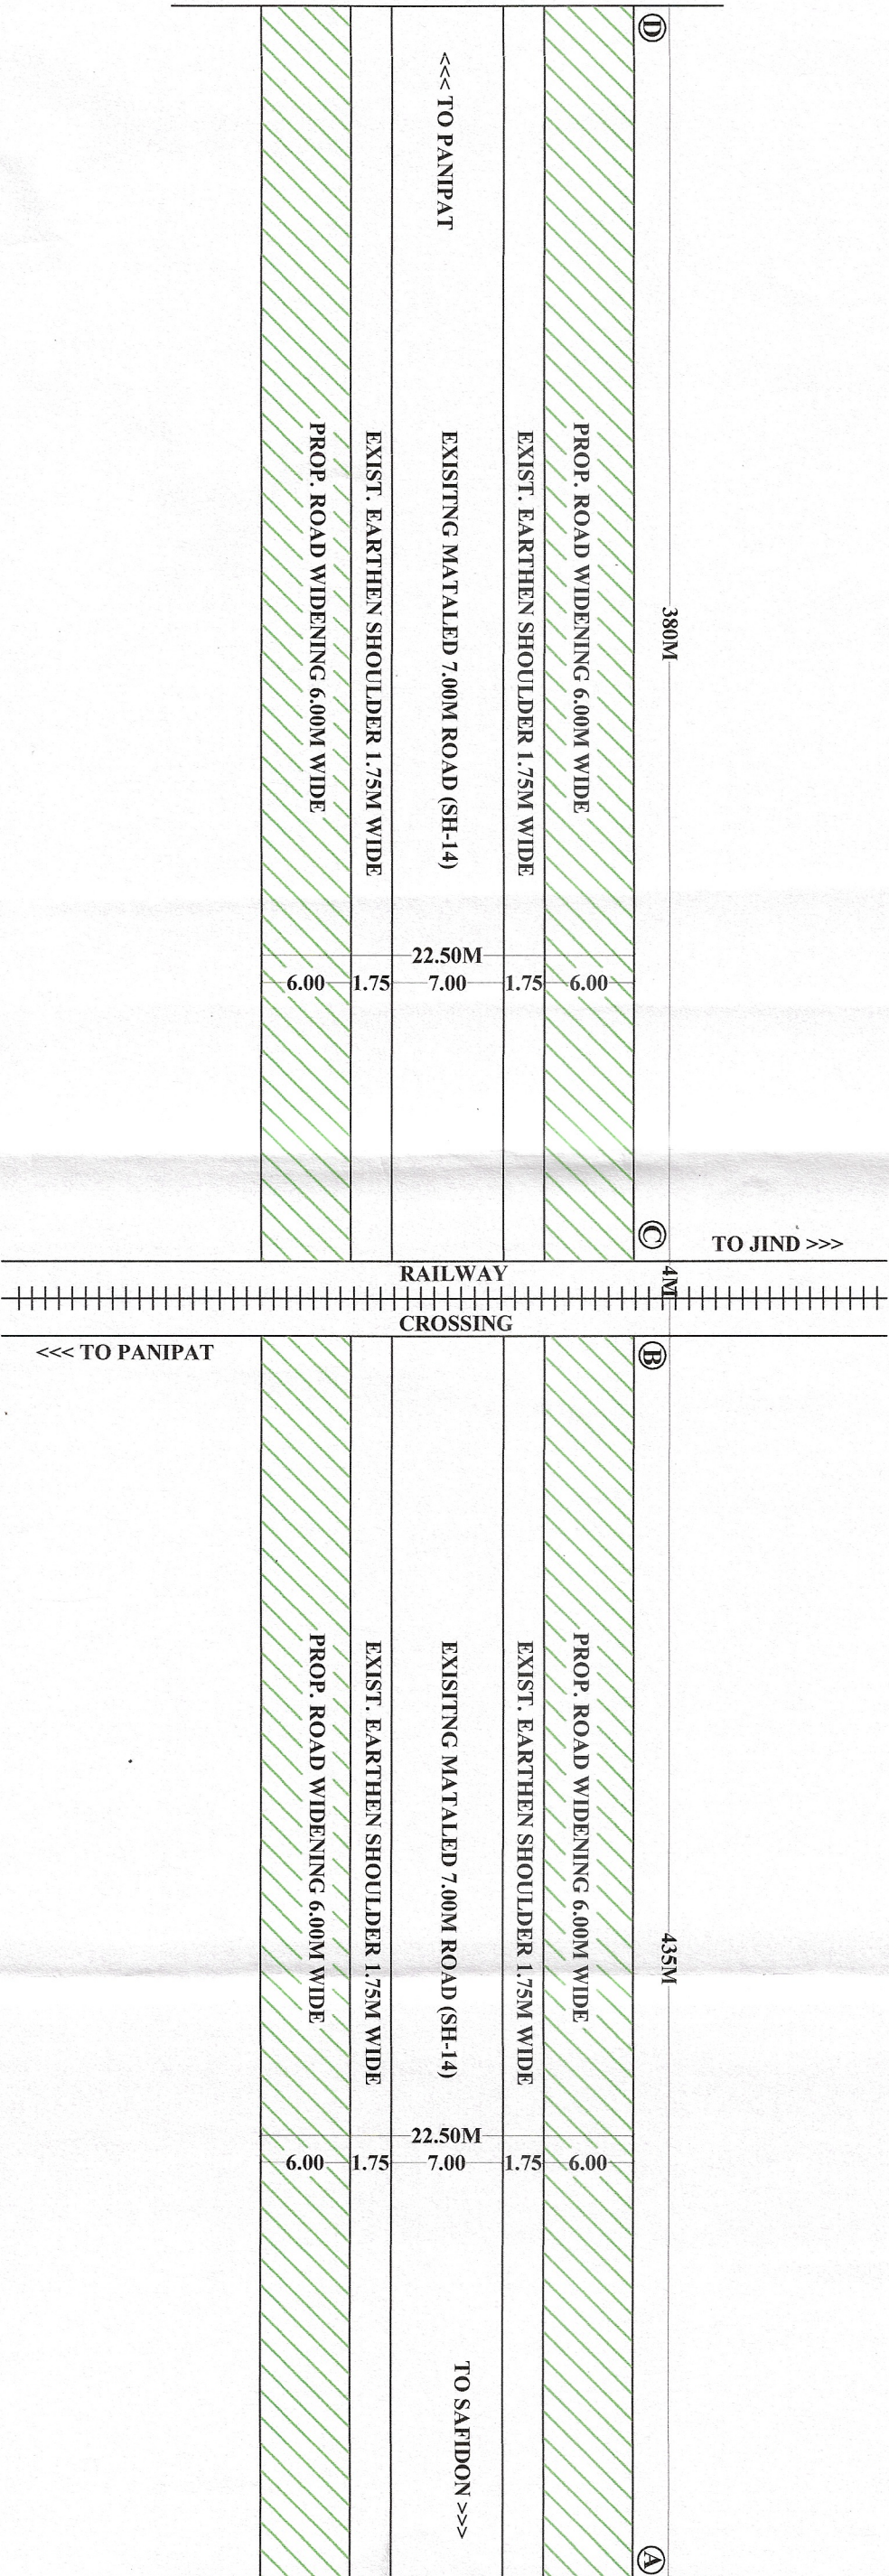 D
<<< TO PANIPAT
PROP. ROAD WIDENING 6.00M WIDE
EXIST. EARTHEN SHOULDER 1.75M WIDE
EXISITNG MATALED 7.00M ROAD (SH-14)
EXIST. EARTHEN SHOULDER 1.75M WIDE
PROP. ROAD WIDENING 6.00M WIDE
380M
22.50M
6.00 1.75 7.00 1.75 6.00
C
TO JIND >>>
RAILWAY
4M
CROSSING
<<< TO PANIPAT
B
PROP. ROAD WIDENING 6.00M WIDE
EXIST. EARTHEN SHOULDER 1.75M WIDE
EXISITNG MATALED 7.00M ROAD (SH-14)
EXIST. EARTHEN SHOULDER 1.75M WIDE
PROP. ROAD WIDENING 6.00M WIDE
435M
22.50M
6.00 1.75 7.00 1.75 6.00
TO SAFIDON >>>
A